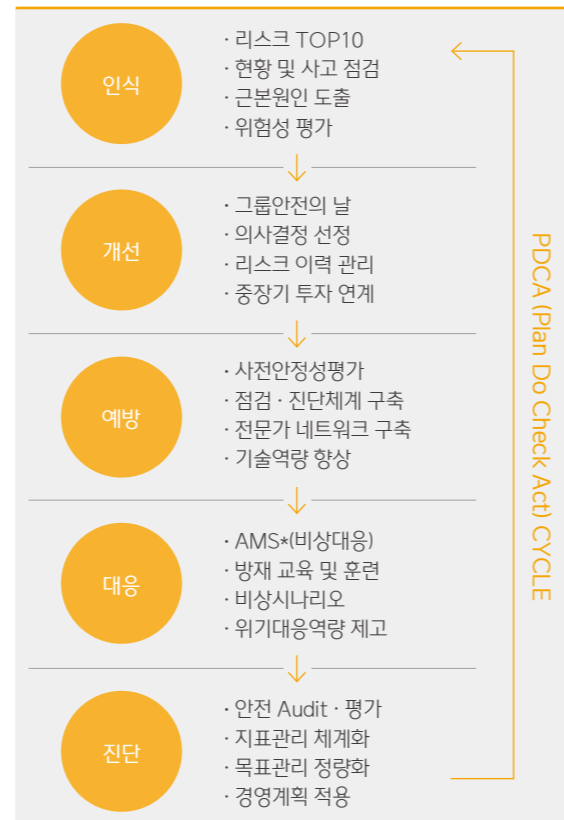 인식
· 리스크 TOP10
· 현황 및 사고 점검
· 근본원인 도출
· 위험성 평가
개선
· 그룹안전의 날
· 의사결정 선정
· 리스크 이력 관리
· 중장기 투자 연계
예방
· 사전안정성평가
· 점검 · 진단체계 구축
· 전문가 네트워크 구축
· 기술역량 향상
대응
· AMS*(비상대응)
· 방재 교육 및 훈련
· 비상시나리오
· 위기대응역량 제고
진단
· 안전 Audit · 평가
· 지표관리 체계화
· 목표관리 정량화
· 경영계획 적용
PDCA (Plan Do Check Act) CYCLE